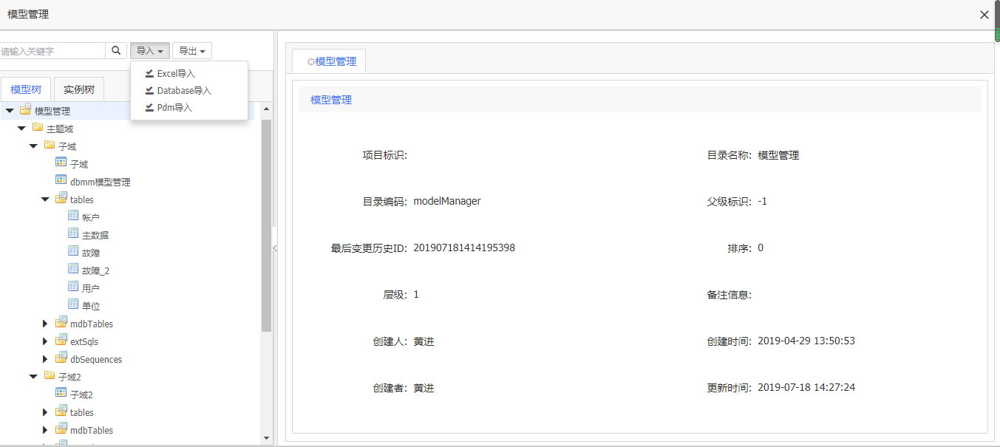 模型管理
请输入关键字
导入
导出
Excel导入
Database导入
Pdm导入
模型树
实例树
模型管理
主题域
子域
子域
dbmm模型管理
tables
帐户
主数据
故障
故障_2
用户
单位
mdbTables
extSqls
dbSequences
子域2
子域2
tables
mdbTables
模型管理
模型管理
项目标识:
目录名称: 模型管理
目录编码: modelManager
父级标识: -1
最后变更历史ID: 201907181414195398
排序: 0
层级: 1
备注信息:
创建人: 黄进
创建时间: 2019-04-29 13:50:53
创建者: 黄进
更新时间: 2019-07-18 14:27:24